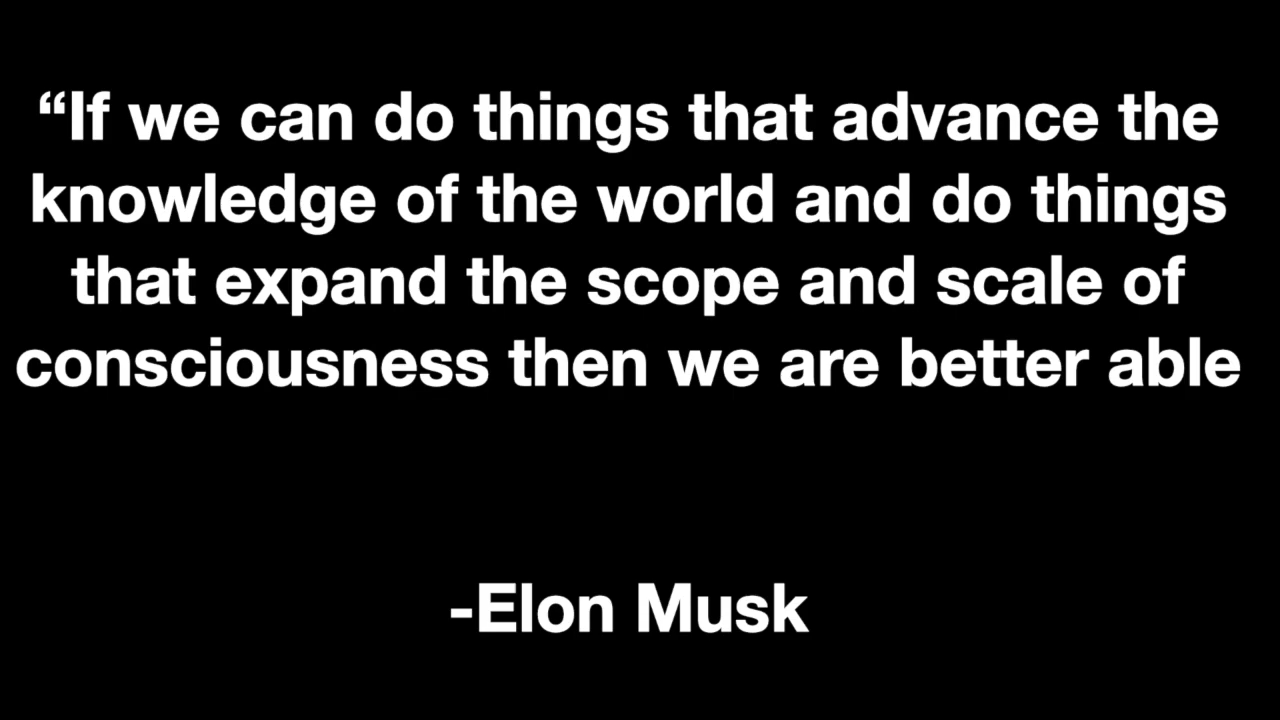 “If we can do things that advance the
knowledge of the world and do things
that expand the scope and scale of
consciousness then we are better able
-Elon Musk